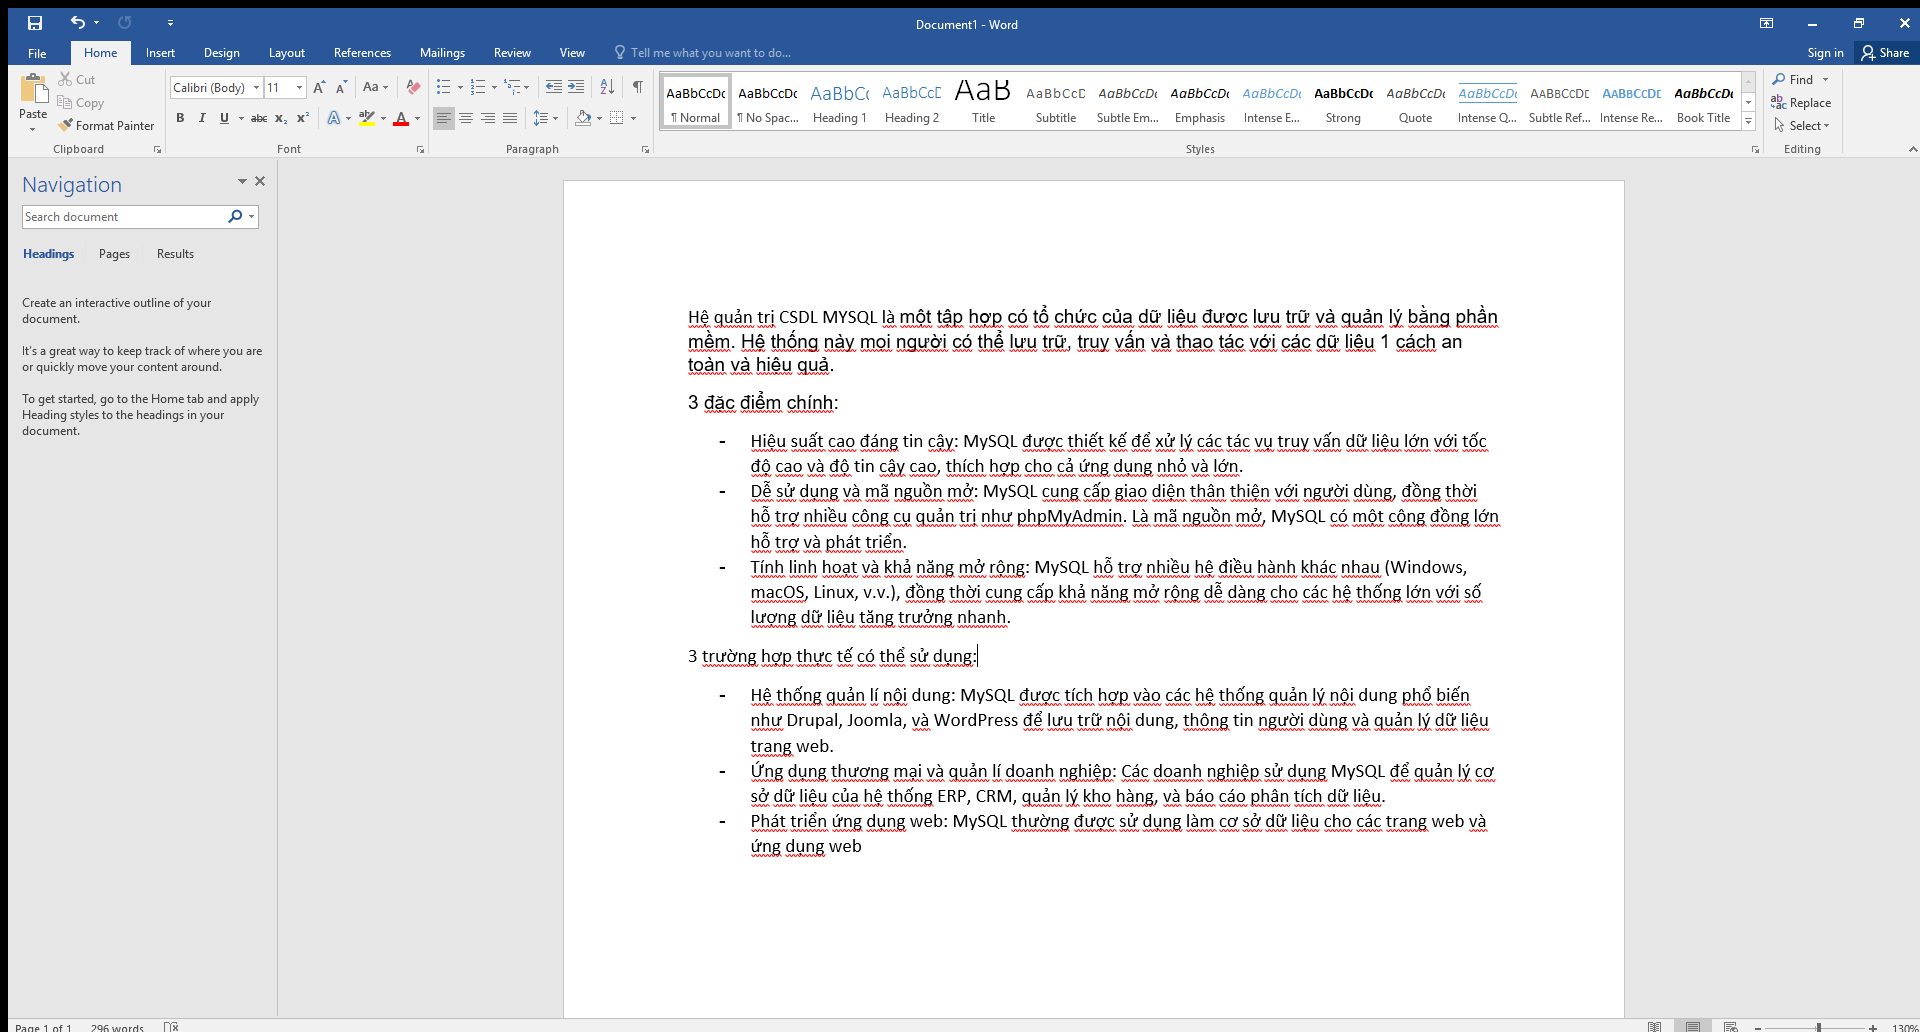 Document1 - Word
File Home Insert Design Layout References Mailings Review View Tell me what you want to do... Sign in Share
Paste Cut Copy Format Painter
Clipboard
Calibri (Body) 11 Aa
B I U abc x₂ x² A A
Font
Paragraph
AaBbCcDc AaBbCcDc AaBbCc AaBbCcD AaB AaBbCcD AaBbCcDc AaBbCcDc AaBbCcDc AaBbCcDc AaBbCcDc AaBbCcDc AABBCCDE AABBCCDE AaBbCcDc
¶ Normal ¶ No Spac... Heading 1 Heading 2 Title Subtitle Subtle Em... Emphasis Intense E... Strong Quote Intense Q... Subtle Ref... Intense Re... Book Title
Styles
Find
Replace
Select
Editing
Navigation
Search document
Headings Pages Results
Create an interactive outline of your
document.
It's a great way to keep track of where you are
or quickly move your content around.
To get started, go to the Home tab and apply
Heading styles to the headings in your
document.
Hệ quản trị CSDL MYSQL là một tập hợp có tổ chức của dữ liệu được lưu trữ và quản lý bằng phần
mềm. Hệ thống này mọi người có thể lưu trữ, truy vấn và thao tác với các dữ liệu 1 cách an
toàn và hiệu quả.
3 đặc điểm chính:
- Hiệu suất cao đáng tin cậy: MySQL được thiết kế để xử lý các tác vụ truy vấn dữ liệu lớn với tốc
độ cao và độ tin cậy cao, thích hợp cho cả ứng dụng nhỏ và lớn.
- Dễ sử dụng và mã nguồn mở: MySQL cung cấp giao diện thân thiện với người dùng, đồng thời
hỗ trợ nhiều công cụ quản trị như phpMyAdmin. Là mã nguồn mở, MySQL có một cộng đồng lớn
hỗ trợ và phát triển.
- Tính linh hoạt và khả năng mở rộng: MySQL hỗ trợ nhiều hệ điều hành khác nhau (Windows,
macOS, Linux, v.v.), đồng thời cung cấp khả năng mở rộng dễ dàng cho các hệ thống lớn với số
lượng dữ liệu tăng trưởng nhanh.
3 trường hợp thực tế có thể sử dụng:
- Hệ thống quản lí nội dung: MySQL được tích hợp vào các hệ thống quản lý nội dung phổ biến
như Drupal, Joomla, và WordPress để lưu trữ nội dung, thông tin người dùng và quản lý dữ liệu
trang web.
- Ứng dụng thương mại và quản lí doanh nghiệp: Các doanh nghiệp sử dụng MySQL để quản lý cơ
sở dữ liệu của hệ thống ERP, CRM, quản lý kho hàng, và báo cáo phân tích dữ liệu.
- Phát triển ứng dụng web: MySQL thường được sử dụng làm cơ sở dữ liệu cho các trang web và
ứng dụng web
Page 1 of 1 296 words 130%